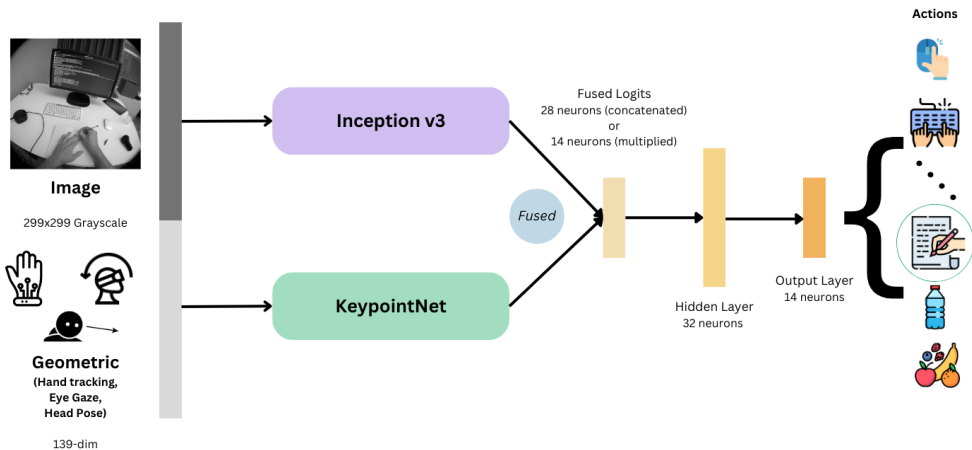 Actions
Image
299x299 Grayscale
Geometric
(Hand tracking,
Eye Gaze,
Head Pose)
139-dim
Inception v3
KeypointNet
Fused
Fused Logits
28 neurons (concatenated)
or
14 neurons (multiplied)
Hidden Layer
32 neurons
Output Layer
14 neurons